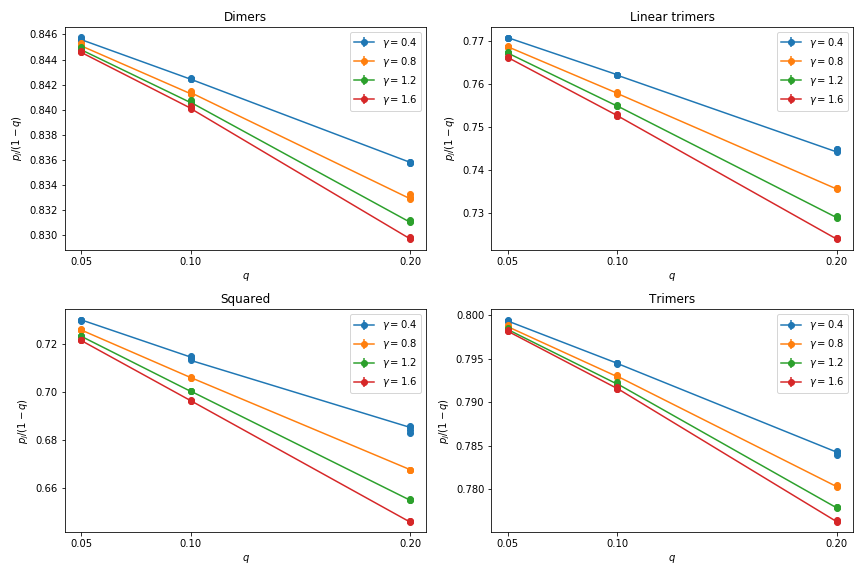 Dimers
0.846
0.844
0.842
0.840
0.838
0.836
0.834
0.832
0.830
p_j/(1 − q)
γ = 0.4
γ = 0.8
γ = 1.2
γ = 1.6
0.05 0.10 0.20
q
Linear trimers
0.77
0.76
0.75
0.74
0.73
p_j/(1 − q)
γ = 0.4
γ = 0.8
γ = 1.2
γ = 1.6
0.05 0.10 0.20
q
Squared
0.72
0.70
0.68
0.66
p_j/(1 − q)
γ = 0.4
γ = 0.8
γ = 1.2
γ = 1.6
0.05 0.10 0.20
q
Trimers
0.800
0.795
0.790
0.785
0.780
p_j/(1 − q)
γ = 0.4
γ = 0.8
γ = 1.2
γ = 1.6
0.05 0.10 0.20
q